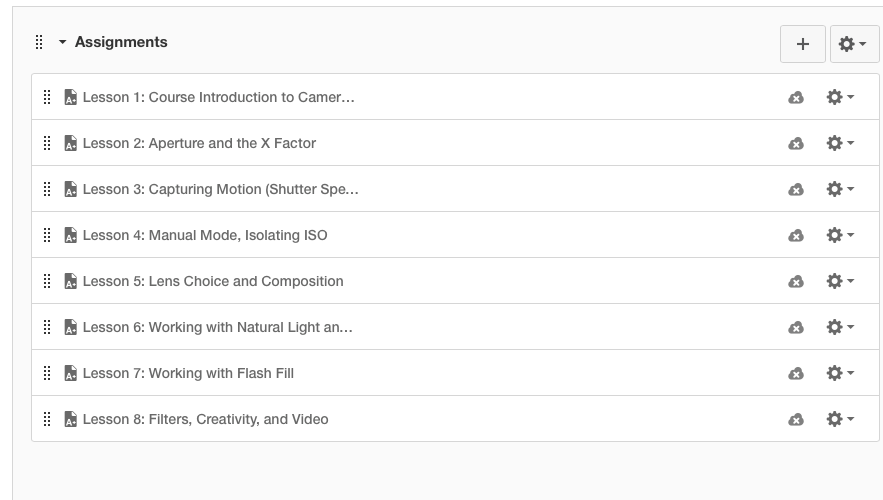 Assignments
Lesson 1: Course Introduction to Camer...
Lesson 2: Aperture and the X Factor
Lesson 3: Capturing Motion (Shutter Spe...
Lesson 4: Manual Mode, Isolating ISO
Lesson 5: Lens Choice and Composition
Lesson 6: Working with Natural Light an...
Lesson 7: Working with Flash Fill
Lesson 8: Filters, Creativity, and Video